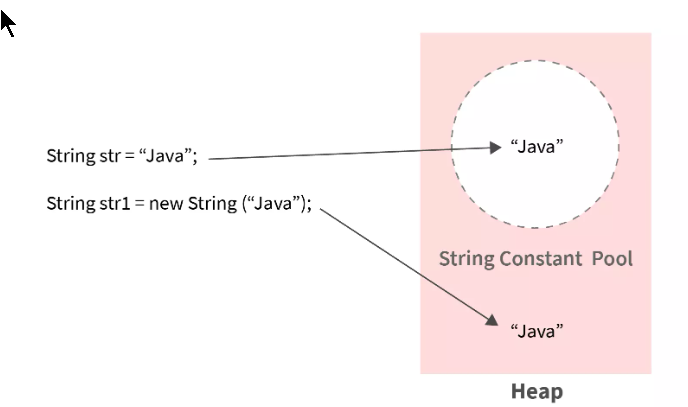 “Java”
String str = “Java”;
String str1 = new String (“Java”);
String Constant Pool
“Java”
Heap